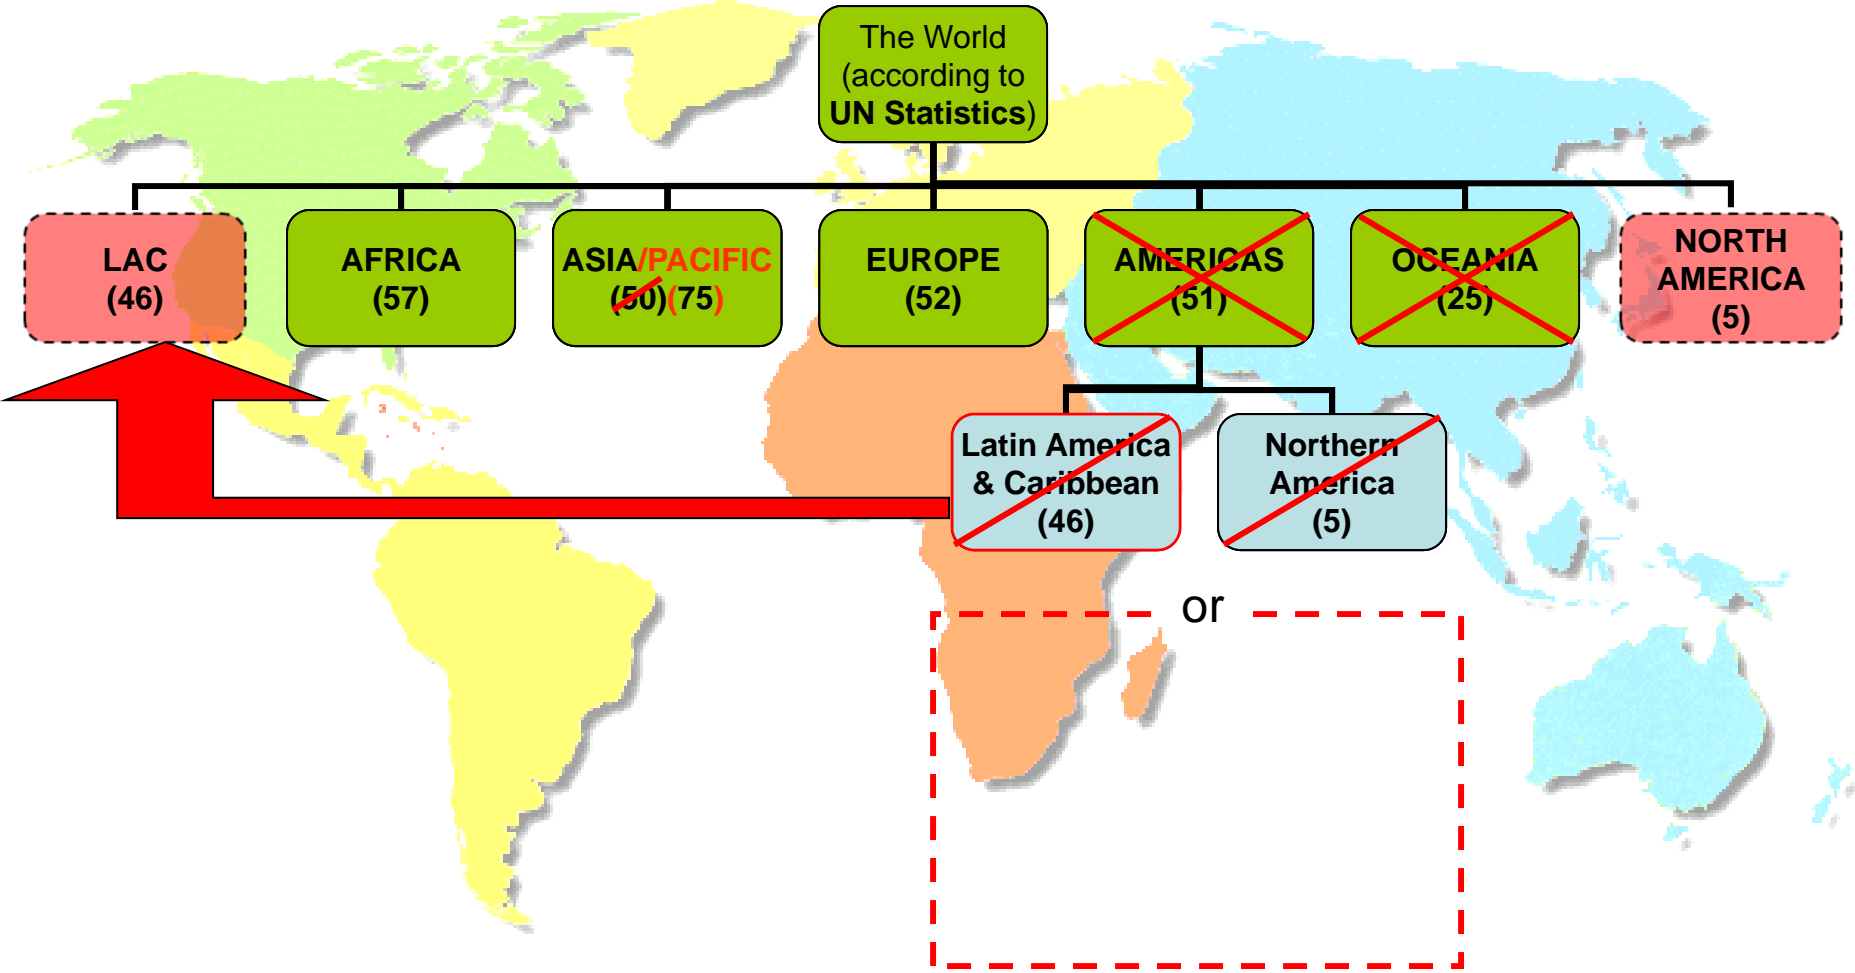 The World
(according to
UN Statistics)
LAC
(46)
AFRICA
(57)
ASIA/PACIFIC
(50)(75)
EUROPE
(52)
AMERICAS
(51)
OCEANIA
(25)
NORTH
AMERICA
(5)
Latin America
& Caribbean
(46)
Northern
America
(5)
or